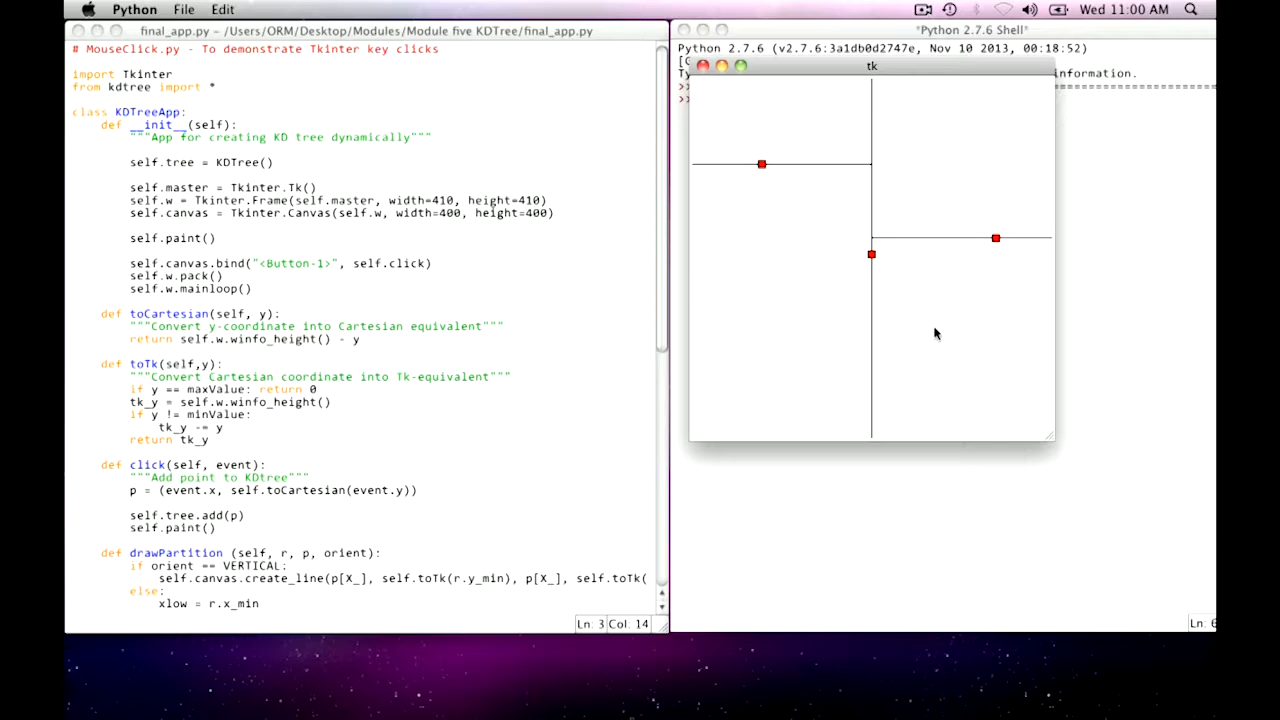 Python File Edit Wed 11:00 AM
final_app.py – /Users/ORM/Desktop/Modules/Module five KDTree/final_app.py
# MouseClick.py - To demonstrate Tkinter key clicks
import Tkinter
from kdtree import *
class KDTreeApp:
def __init__(self):
"""App for creating KD tree dynamically"""
self.tree = KDTree()
self.master = Tkinter.Tk()
self.w = Tkinter.Frame(self.master, width=410, height=410)
self.canvas = Tkinter.Canvas(self.w, width=400, height=400)
self.paint()
self.canvas.bind("<Button-1>", self.click)
self.w.pack()
self.w.mainloop()
def toCartesian(self, y):
"""Convert y-coordinate into Cartesian equivalent"""
return self.w.winfo_height() - y
def toTk(self,y):
"""Convert Cartesian coordinate into Tk-equivalent"""
if y == maxValue: return 0
tk_y = self.w.winfo_height()
if y != minValue:
tk_y -= y
return tk_y
def click(self, event):
"""Add point to KDtree"""
p = (event.x, self.toCartesian(event.y))
self.tree.add(p)
self.paint()
def drawPartition (self, r, p, orient):
if orient == VERTICAL:
self.canvas.create_line(p[X_], self.toTk(r.y_min), p[X_], self.toTk(
else:
xlow = r.x_min
Ln: 3 Col: 14
*Python 2.7.6 Shell*
Python 2.7.6 (v2.7.6:3a1db0d2747e, Nov 10 2013, 00:18:52)
[G
Ty
information.
>> ================
>>
tk
Ln: 6